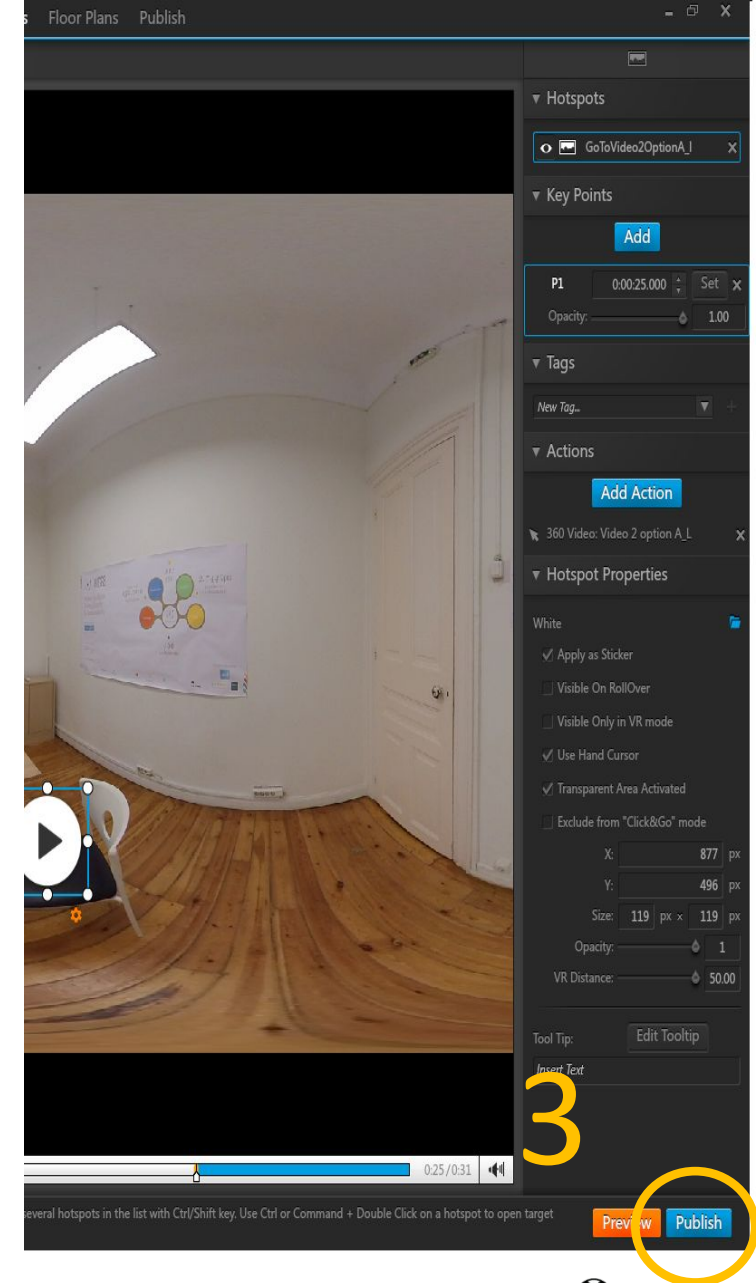 s Floor Plans Publish
Hotspots
GoToVideo2OptionA_l
Key Points
Add
P1 0:00:25.000 Set
Opacity: 1.00
Tags
New Tag...
Actions
Add Action
360 Video: Video 2 option A_L
Hotspot Properties
White
Apply as Sticker
Visible On RollOver
Visible Only in VR mode
Use Hand Cursor
Transparent Area Activated
Exclude from "Click&Go" mode
X: 877 px
Y: 496 px
Size: 119 px x 119 px
Opacity: 1
VR Distance: 50.00
Tool Tip: Edit Tooltip
Insert Text
3
0:25/0:31
several hotspots in the list with Ctrl/Shift key. Use Ctrl or Command + Double Click on a hotspot to open target
Preview Publish